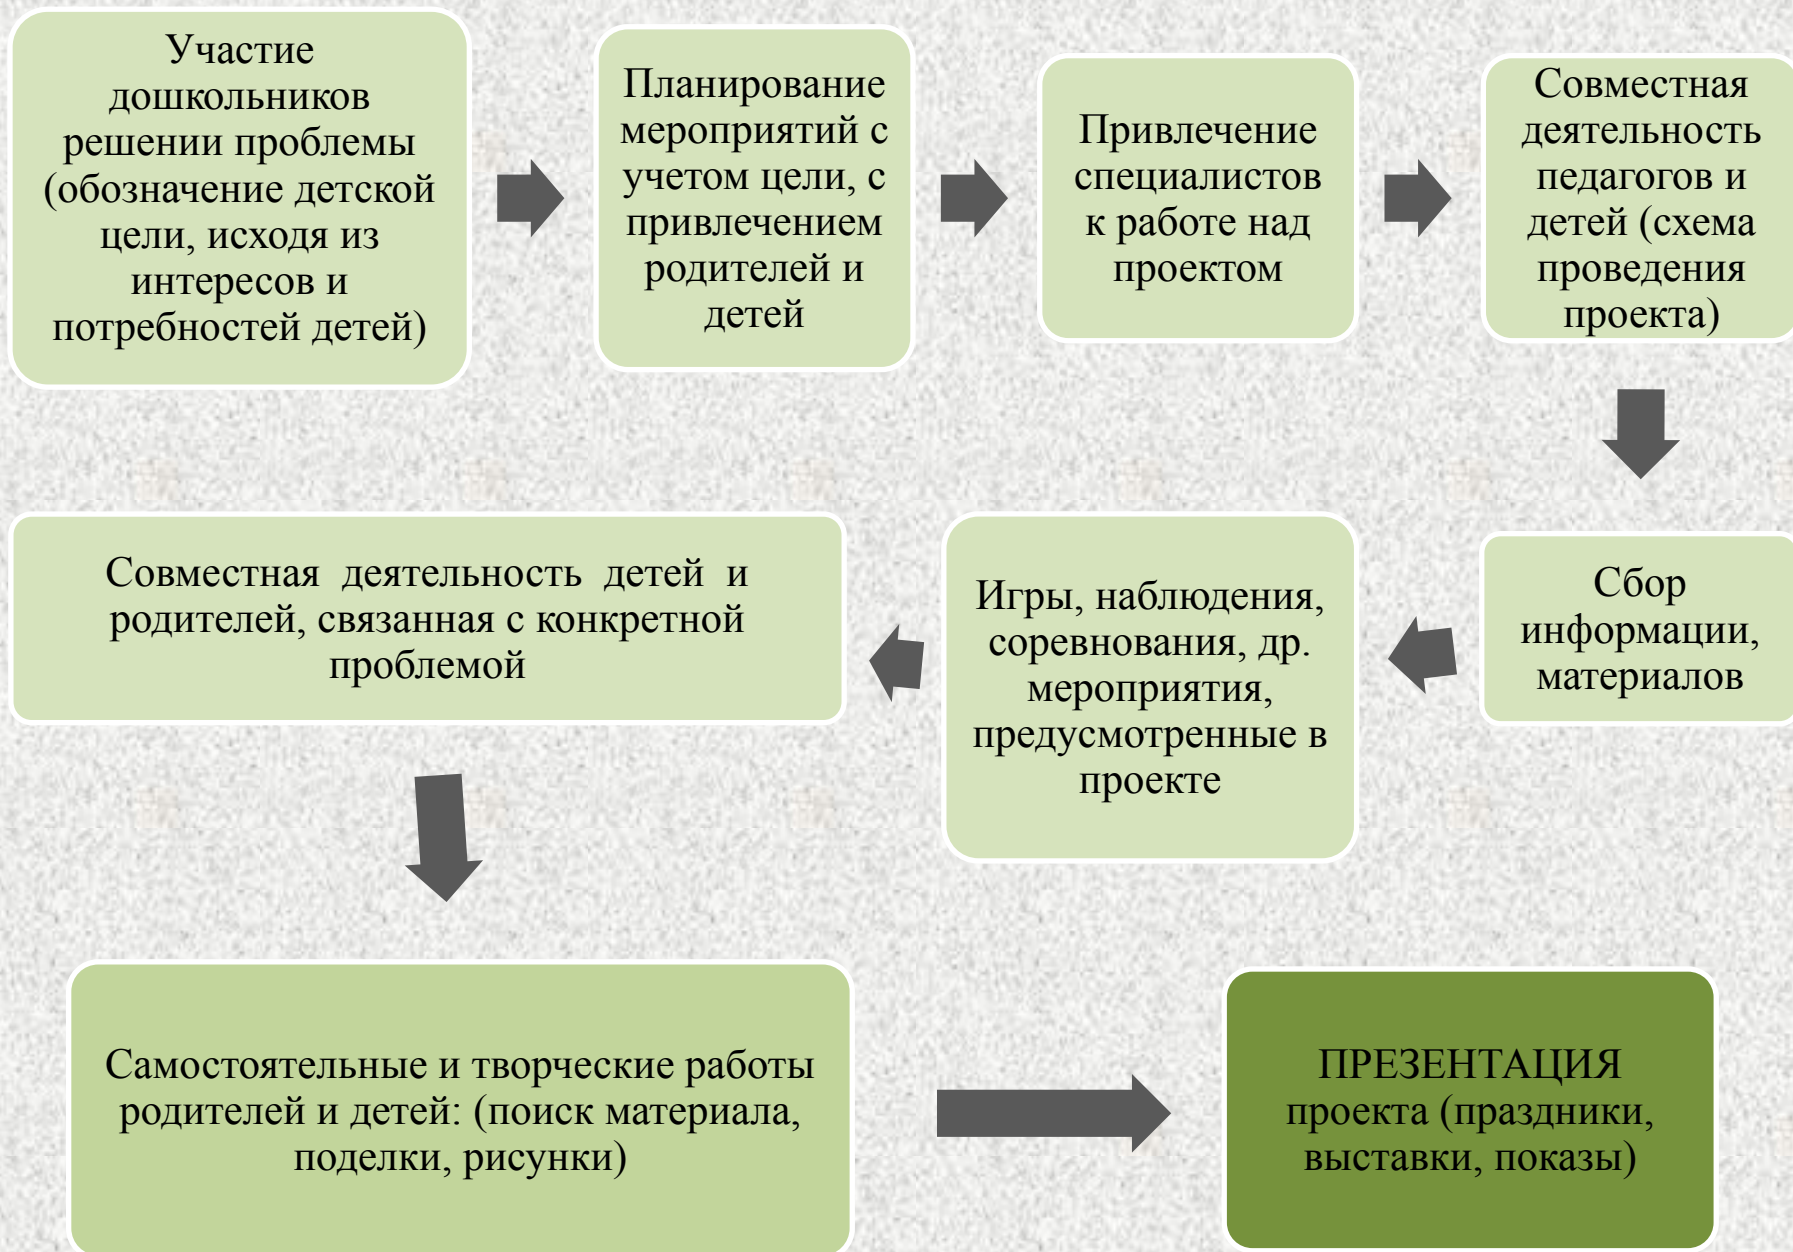 Участие
дошкольников
решении проблемы
(обозначение детской
цели, исходя из
интересов и
потребностей детей)
Планирование
мероприятий с
учетом цели, с
привлечением
родителей и
детей
Привлечение
специалистов
к работе над
проектом
Совместная
деятельность
педагогов и
детей (схема
проведения
проекта)
Сбор
информации,
материалов
Игры, наблюдения,
соревнования, др.
мероприятия,
предусмотренные в
проекте
Совместная деятельность детей и
родителей, связанная с конкретной
проблемой
Самостоятельные и творческие работы
родителей и детей: (поиск материала,
поделки, рисунки)
ПРЕЗЕНТАЦИЯ
проекта (праздники,
выставки, показы)